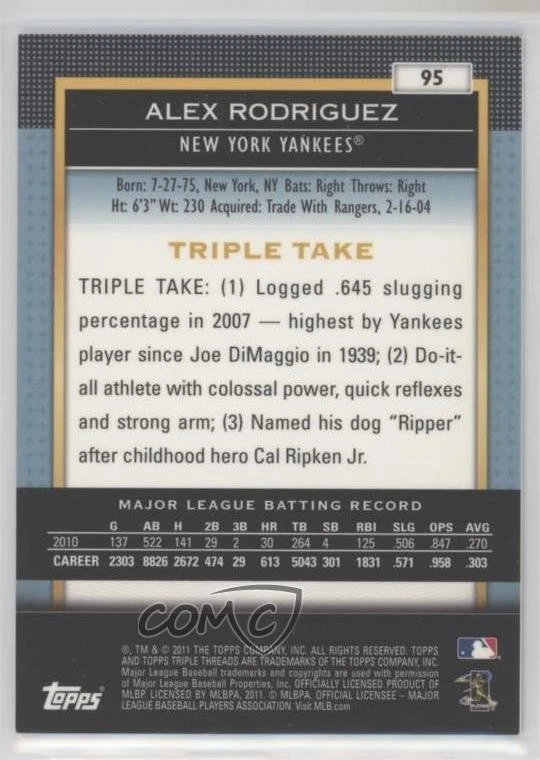 95
ALEX RODRIGUEZ
NEW YORK YANKEES®
Born: 7-27-75, New York, NY Bats: Right Throws: Right
Ht: 6'3" Wt: 230 Acquired: Trade With Rangers, 2-16-04
TRIPLE TAKE
TRIPLE TAKE: (1) Logged .645 slugging
percentage in 2007 — highest by Yankees
player since Joe DiMaggio in 1939; (2) Do-it-
all athlete with colossal power, quick reflexes
and strong arm; (3) Named his dog “Ripper”
after childhood hero Cal Ripken Jr.
MAJOR LEAGUE BATTING RECORD
G AB H 2B 3B HR TB SB RBI SLG OPS AVG
2010 137 522 141 29 2 30 264 4 125 .506 .847 .270
CAREER 2303 8826 2672 474 29 613 5043 301 1831 .571 .958 .303
COMC
®, TM & © 2011 THE TOPPS COMPANY, INC. ALL RIGHTS RESERVED. TOPPS
AND TOPPS TRIPLE THREADS ARE TRADEMARKS OF THE TOPPS COMPANY, INC.
Major League Baseball trademarks and copyrights are used with permission
of Major League Baseball Properties, Inc. OFFICIALLY LICENSED PRODUCT OF
MLBP. LICENSED BY MLBPA, 2011. © MLBPA. OFFICIAL LICENSEE – MAJOR
LEAGUE BASEBALL PLAYERS ASSOCIATION. Visit MLB.com
topps